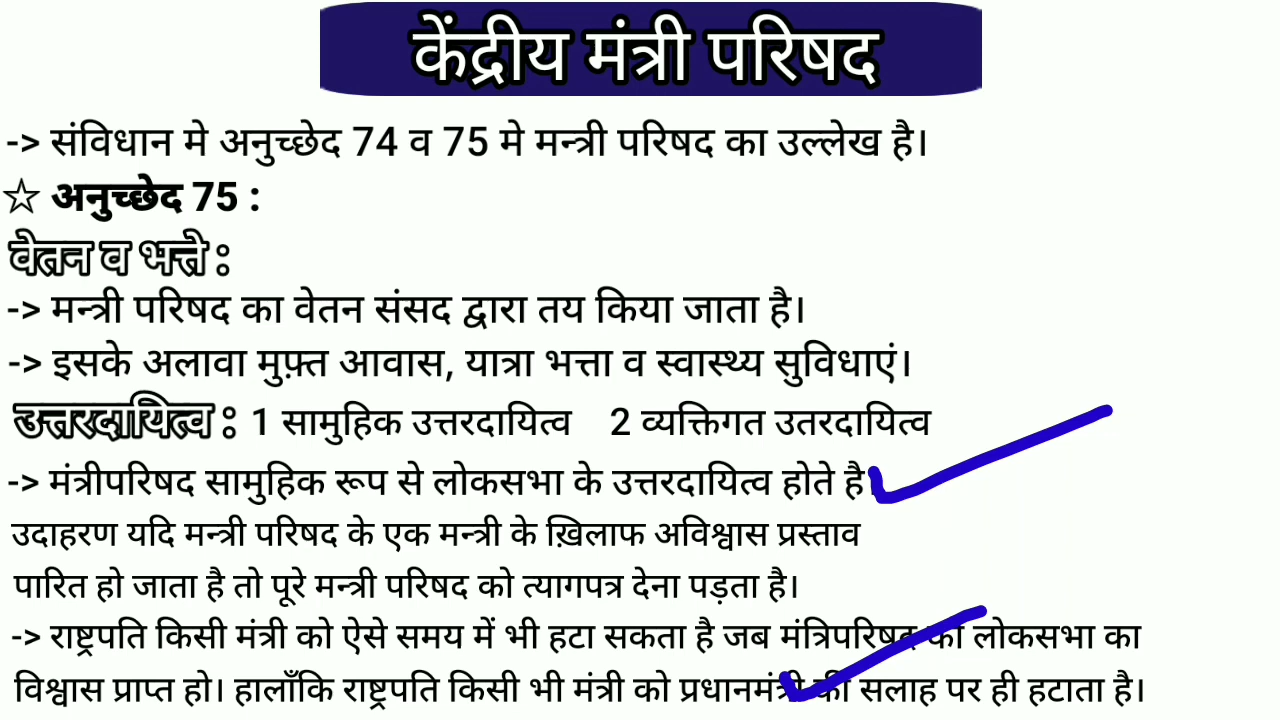 केंद्रीय मंत्री परिषद
-> संविधान मे अनुच्छेद 74 व 75 मे मन्त्री परिषद का उल्लेख है।
☆ अनुच्छेद 75 :
वेतन व भत्ते :
-> मन्त्री परिषद का वेतन संसद द्वारा तय किया जाता है।
-> इसके अलावा मुफ़्त आवास, यात्रा भत्ता व स्वास्थ्य सुविधाएं।
उत्तरदायित्व : 1 सामुहिक उत्तरदायित्व 2 व्यक्तिगत उतरदायित्व
-> मंत्रीपरिषद सामुहिक रूप से लोकसभा के उत्तरदायित्व होते है।
उदाहरण यदि मन्त्री परिषद के एक मन्त्री के ख़िलाफ अविश्वास प्रस्ताव
पारित हो जाता है तो पूरे मन्त्री परिषद को त्यागपत्र देना पड़ता है।
-> राष्ट्रपति किसी मंत्री को ऐसे समय में भी हटा सकता है जब मंत्रिपरिषद को लोकसभा का
विश्वास प्राप्त हो। हालाँकि राष्ट्रपति किसी भी मंत्री को प्रधानमंत्री की सलाह पर ही हटाता है।